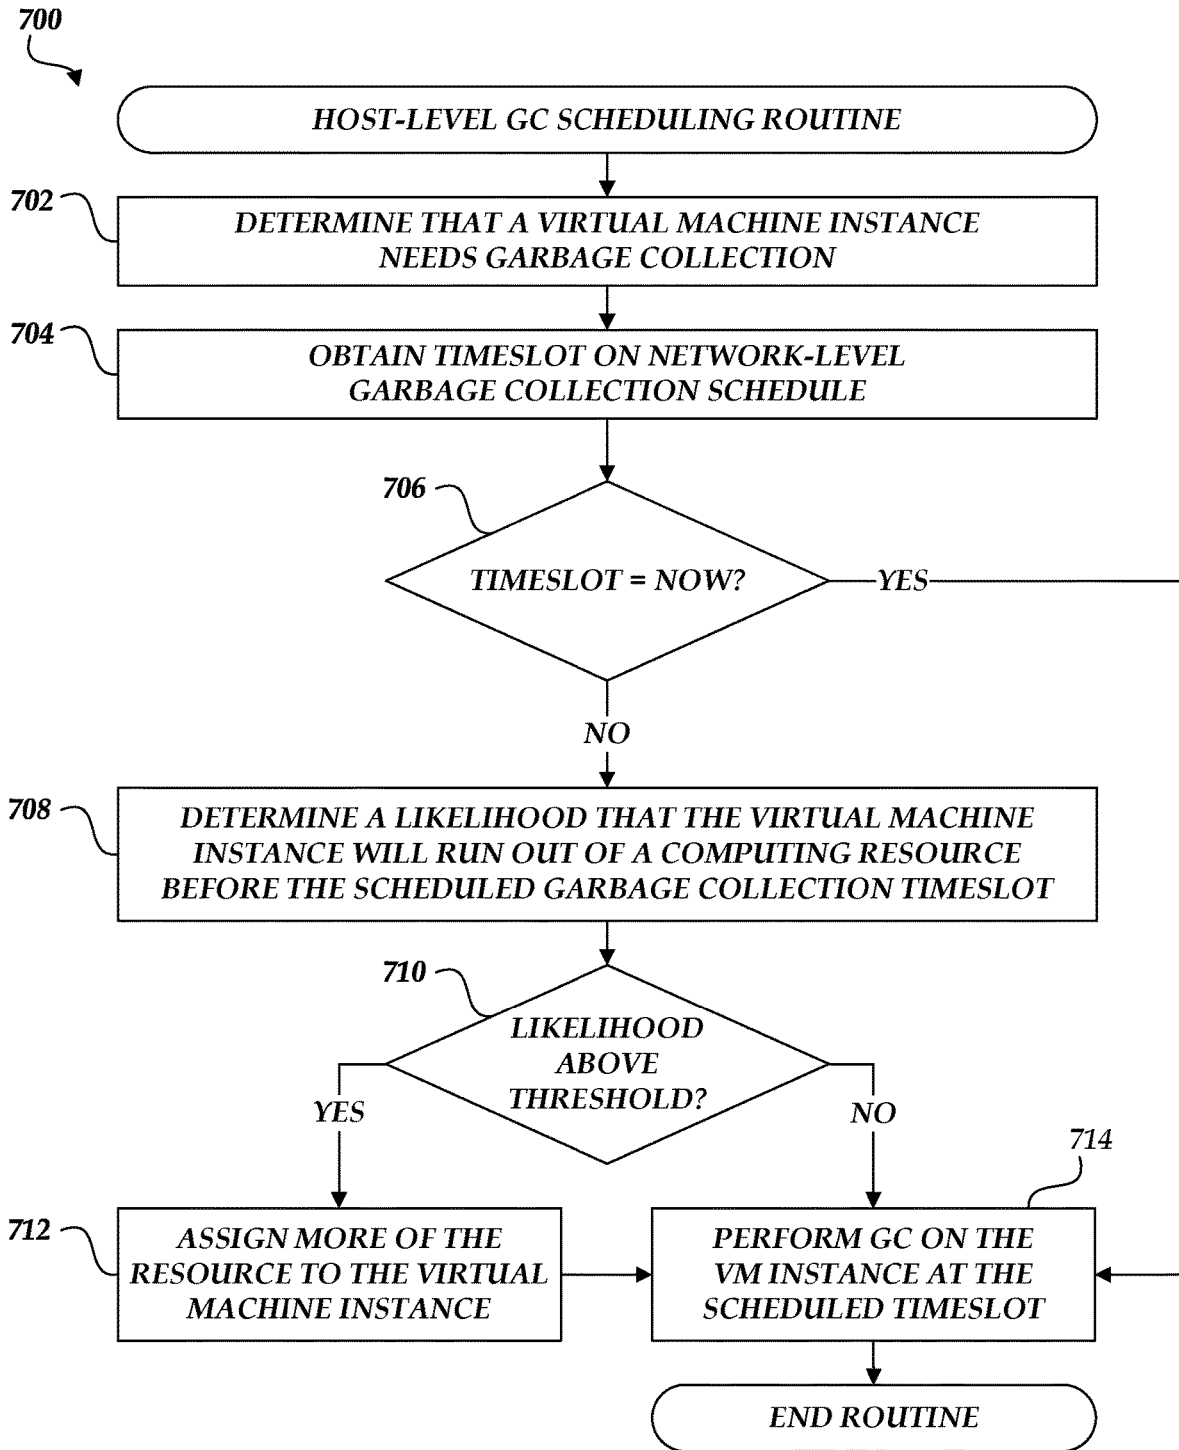 700
HOST-LEVEL GC SCHEDULING ROUTINE
702
DETERMINE THAT A VIRTUAL MACHINE INSTANCE
NEEDS GARBAGE COLLECTION
704
OBTAIN TIMESLOT ON NETWORK-LEVEL
GARBAGE COLLECTION SCHEDULE
706
TIMESLOT = NOW?
YES
NO
708
DETERMINE A LIKELIHOOD THAT THE VIRTUAL MACHINE
INSTANCE WILL RUN OUT OF A COMPUTING RESOURCE
BEFORE THE SCHEDULED GARBAGE COLLECTION TIMESLOT
710
LIKELIHOOD
ABOVE
THRESHOLD?
YES
NO
712
ASSIGN MORE OF THE
RESOURCE TO THE VIRTUAL
MACHINE INSTANCE
714
PERFORM GC ON THE
VM INSTANCE AT THE
SCHEDULED TIMESLOT
END ROUTINE